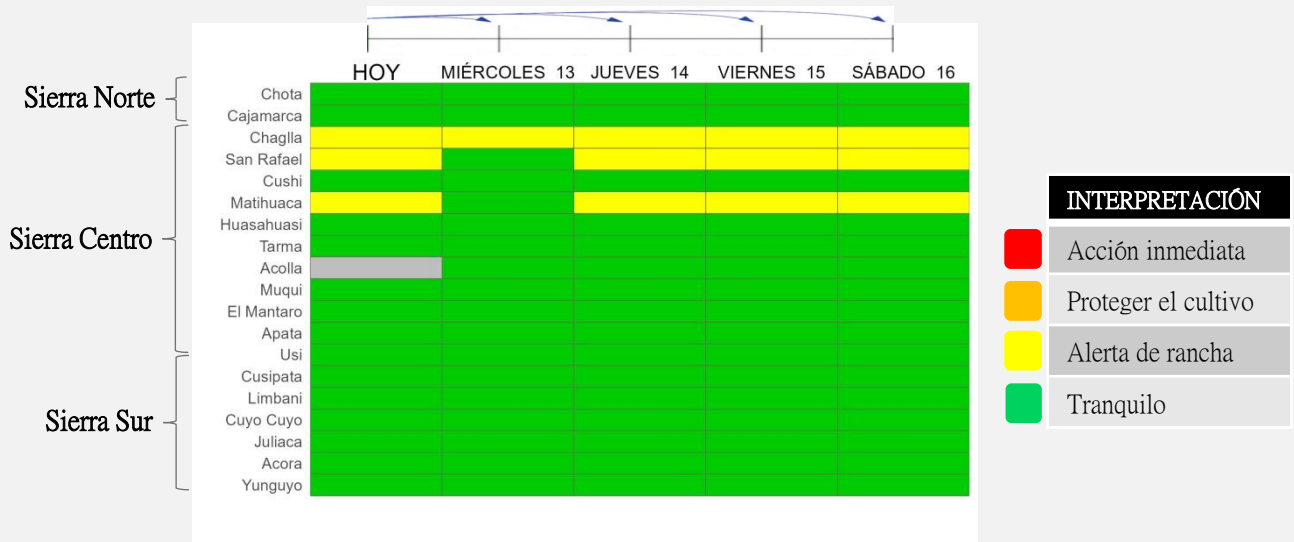 HOY MIÉRCOLES 13 JUEVES 14 VIERNES 15 SÁBADO 16
Sierra Norte
Chota
Cajamarca
Sierra Centro
Chaglla
San Rafael
Cushi
Matihuaca
Huasahuasi
Tarma
Acolla
Muqui
El Mantaro
Apata
Sierra Sur
Usi
Cusipata
Limbani
Cuyo Cuyo
Juliaca
Acora
Yunguyo
INTERPRETACIÓN
Acción inmediata
Proteger el cultivo
Alerta de rancha
Tranquilo